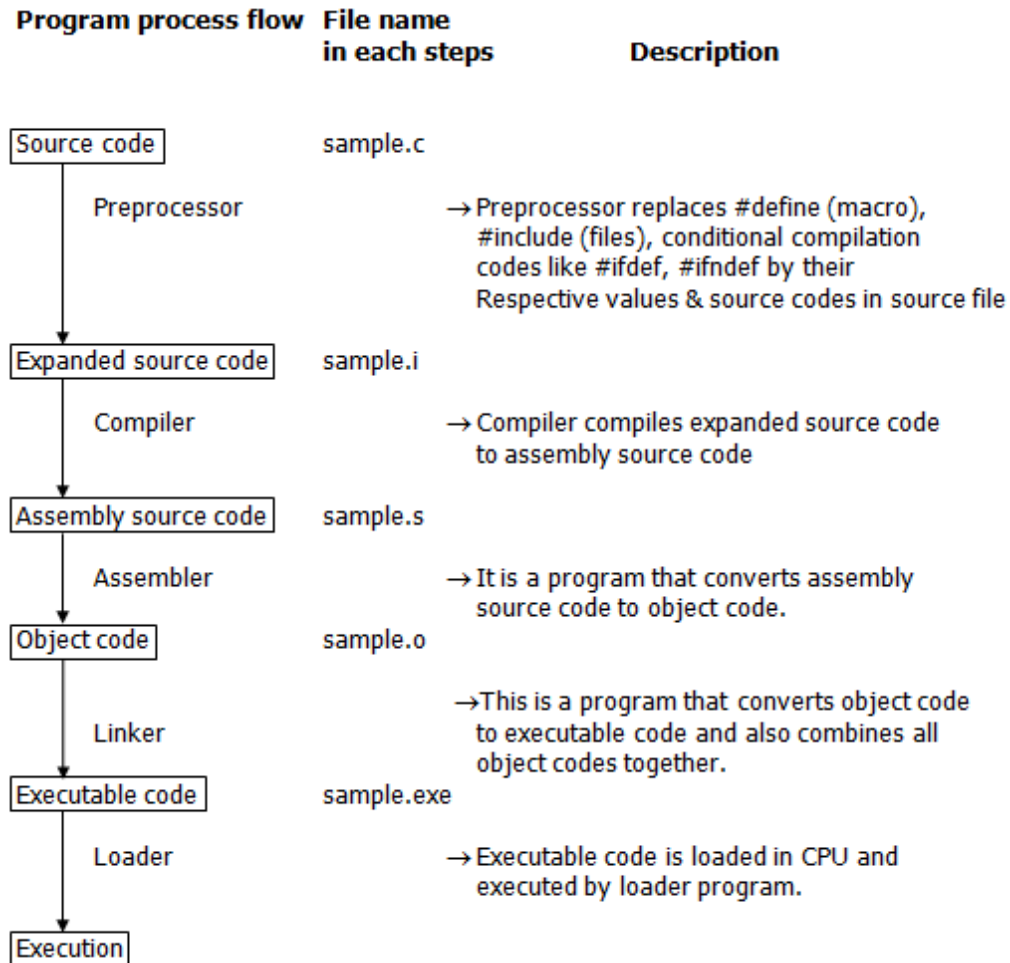 Program process flow File name
in each steps Description
Source code sample.c
Preprocessor → Preprocessor replaces #define (macro),
#include (files), conditional compilation
codes like #ifdef, #ifndef by their
Respective values & source codes in source file
Expanded source code sample.i
Compiler → Compiler compiles expanded source code
to assembly source code
Assembly source code sample.s
Assembler → It is a program that converts assembly
source code to object code.
Object code sample.o
→This is a program that converts object code
Linker to executable code and also combines all
object codes together.
Executable code sample.exe
Loader → Executable code is loaded in CPU and
executed by loader program.
Execution